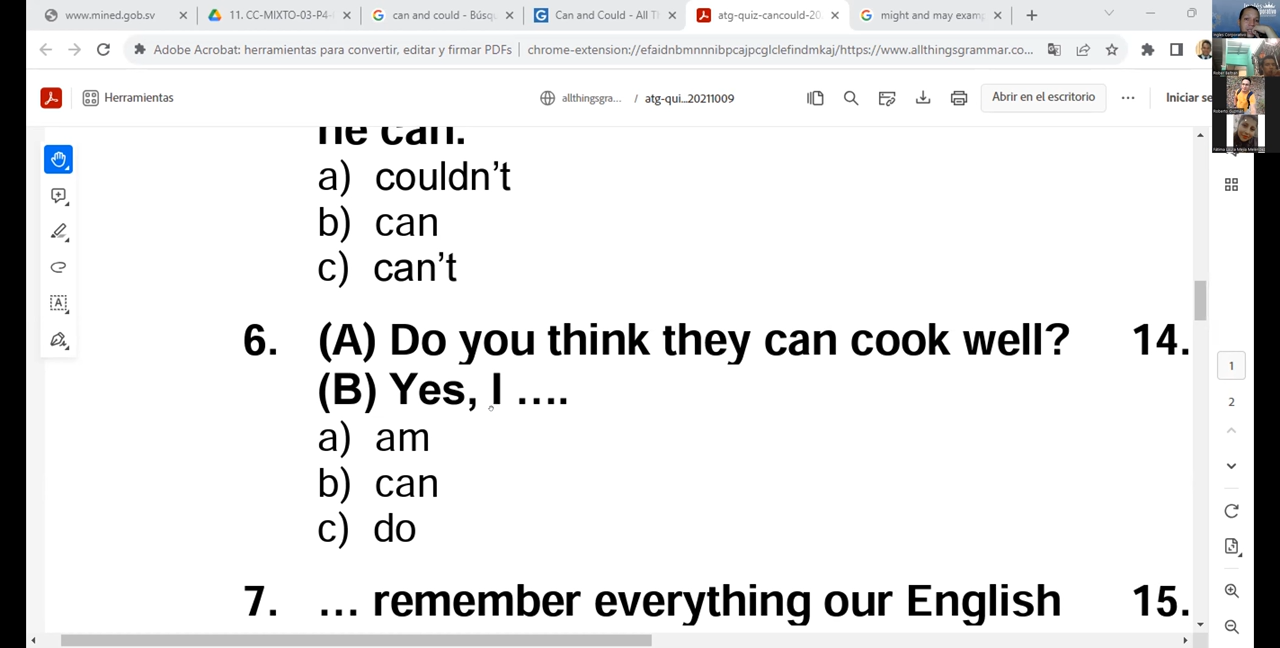 www.mined.gob.sv
11. CC-MIXTO-03-P4-
can and could - Búsq
Can and Could - All T
atg-quiz-cancould-20
might and may examp
Adobe Acrobat: herramientas para convertir, editar y firmar PDFs
chrome-extension://efaidnbmnnnibpcajpcglclefindmkaj/https://www.allthingsgrammar.co...
Herramientas
allthingsgra... / atg-qui...20211009
Abrir en el escritorio
Iniciar se
he can.
a) couldn't
b) can
c) can't
6. (A) Do you think they can cook well? 14.
(B) Yes, I ....
a) am
b) can
c) do
7. ... remember everything our English 15.
1
2